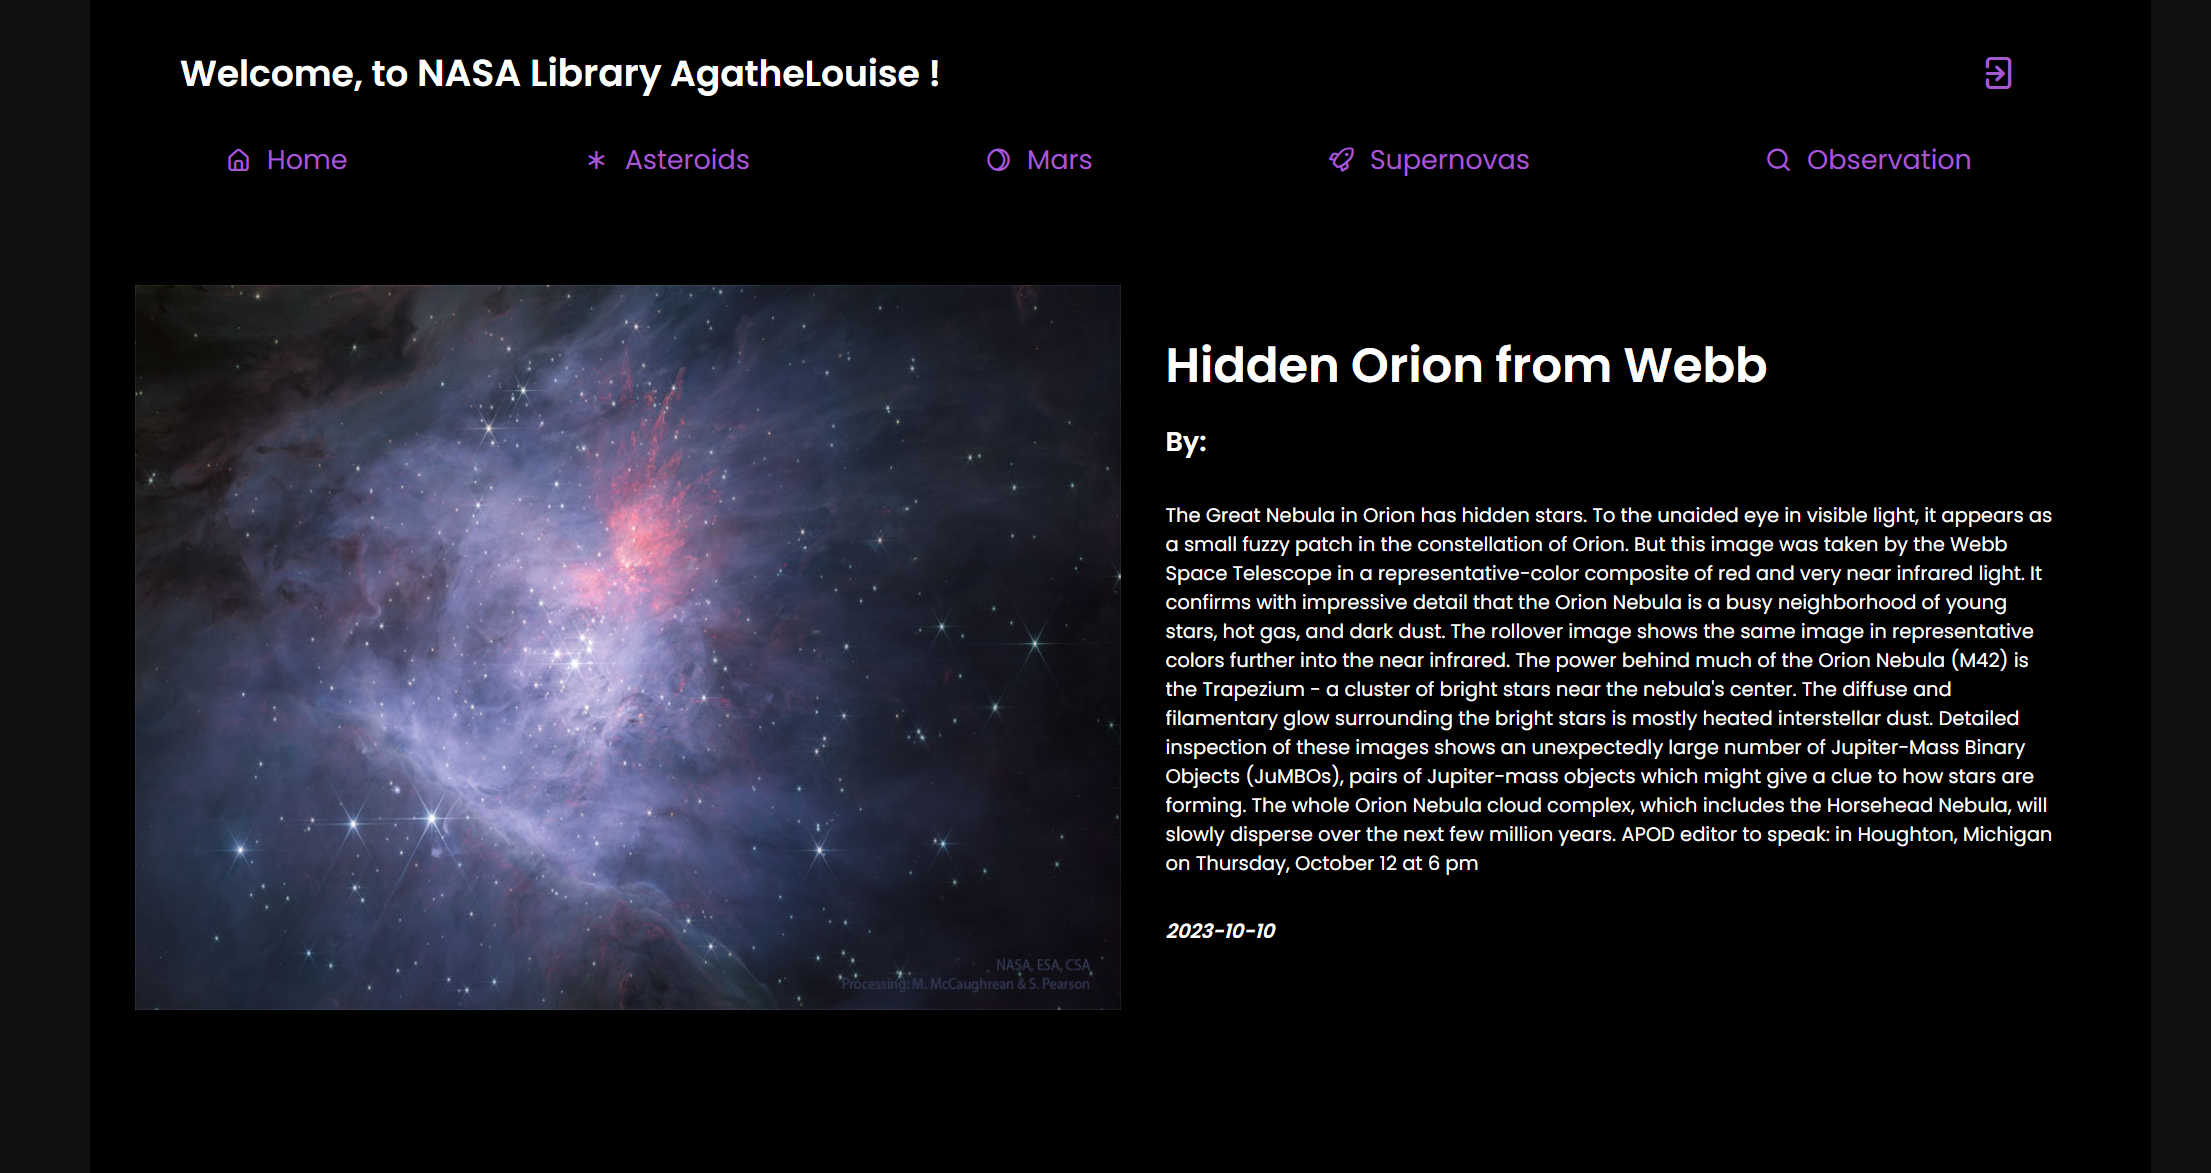 Welcome, to NASA Library AgatheLouise !
Home
Asteroids
Mars
Supernovas
Observation
Hidden Orion from Webb
By:
The Great Nebula in Orion has hidden stars. To the unaided eye in visible light, it appears as
a small fuzzy patch in the constellation of Orion. But this image was taken by the Webb
Space Telescope in a representative-color composite of red and very near infrared light. It
confirms with impressive detail that the Orion Nebula is a busy neighborhood of young
stars, hot gas, and dark dust. The rollover image shows the same image in representative
colors further into the near infrared. The power behind much of the Orion Nebula (M42) is
the Trapezium - a cluster of bright stars near the nebula's center. The diffuse and
filamentary glow surrounding the bright stars is mostly heated interstellar dust. Detailed
inspection of these images shows an unexpectedly large number of Jupiter-Mass Binary
Objects (JuMBOs), pairs of Jupiter-mass objects which might give a clue to how stars are
forming. The whole Orion Nebula cloud complex, which includes the Horsehead Nebula, will
slowly disperse over the next few million years. APOD editor to speak: in Houghton, Michigan
on Thursday, October 12 at 6 pm
2023-10-10
NASA, ESA, CSA
Processing: M. McCaughrean & S. Pearson